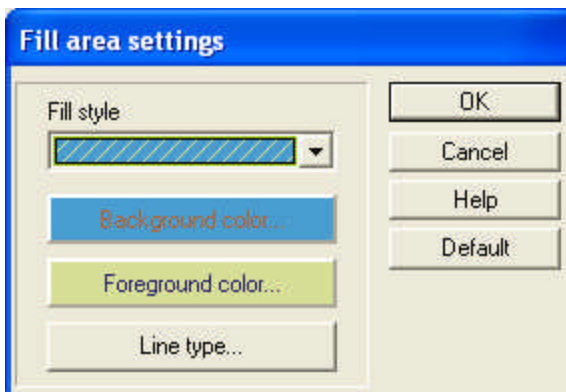 Fill area settings
Fill style
Background color...
Foreground color...
Line type...
OK
Cancel
Help
Default